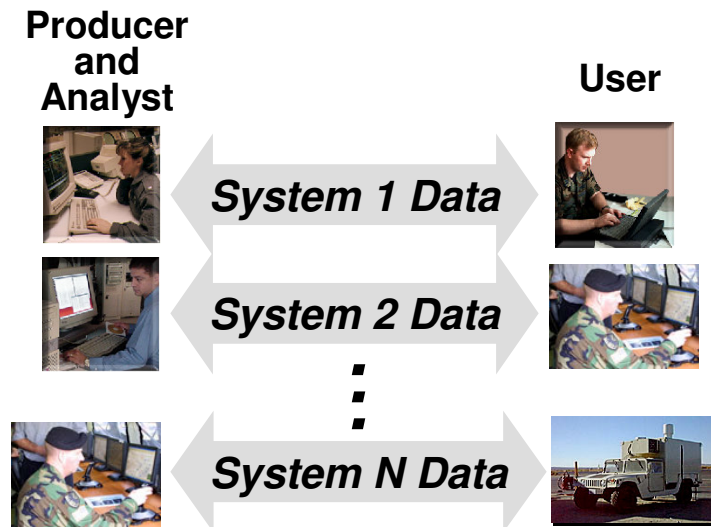 Producer
and
Analyst
User
System 1 Data
System 2 Data
System N Data